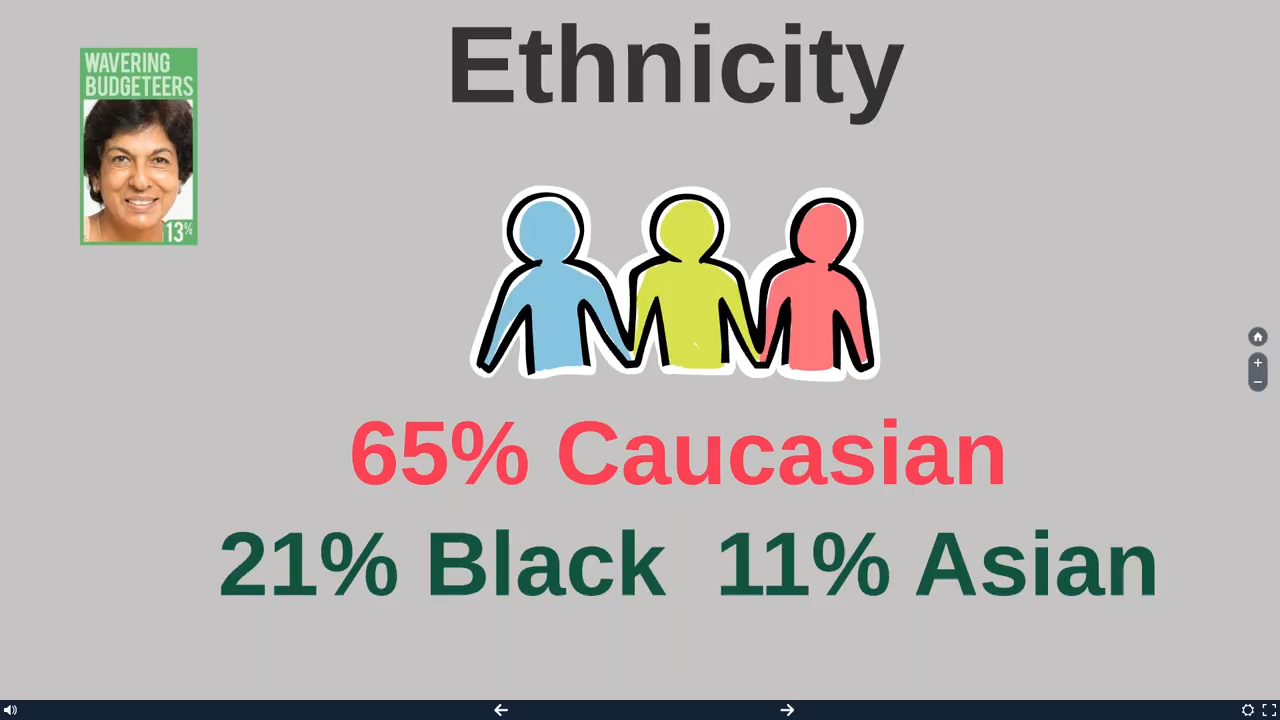 Ethnicity
WAVERING
BUDGETEERS
13%
65% Caucasian
21% Black 11% Asian